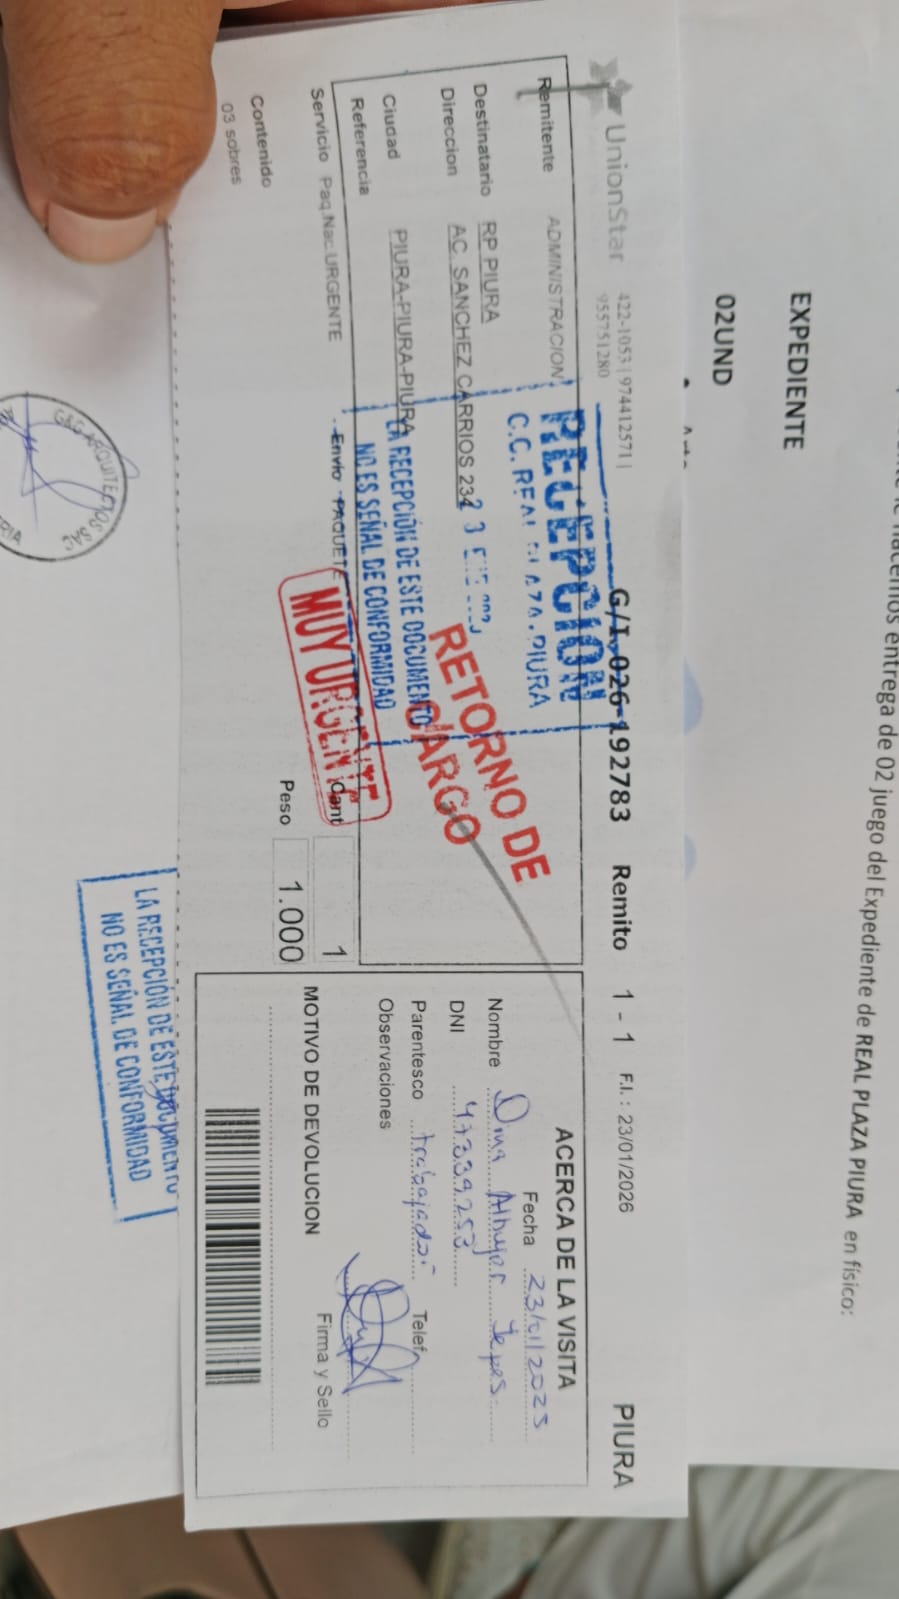 hacemos entrega de 02 juego del Expediente de REAL PLAZA PIURA en físico:
EXPEDIENTE
02UND
UnionStar
422-1053 | 974412571 |
955751280
G/I. 026-192783 Remito 1 - 1 F.I. : 23/01/2026 PIURA
Remitente ADMINISTRACION
Destinatario RP PIURA
Direccion AC. SANCHEZ CARRIOS 234
Ciudad PIURA-PIURA-PIURA
Referencia
Servicio Paq.Nac.URGENTE Envío PAQUETE
Cant 1
Contenido
03 sobres
Peso 1.000
RECEPCION
C.C. REAL PLAZA - PIURA
23 ENE
LA RECEPCIÓN DE ESTE DOCUMENTO
NO ES SEÑAL DE CONFORMIDAD
RETORNO DE
CARGO
MUY URGENTE
ACERCA DE LA VISITA
Fecha 23/01/2025
Nombre
DNI 47339253
Parentesco trabajador Telef
Observaciones
MOTIVO DE DEVOLUCION Firma y Sello
LA RECEPCIÓN DE ESTE DOCUMENTO
NO ES SEÑAL DE CONFORMIDAD
G&G ARQUITECTOS SAC